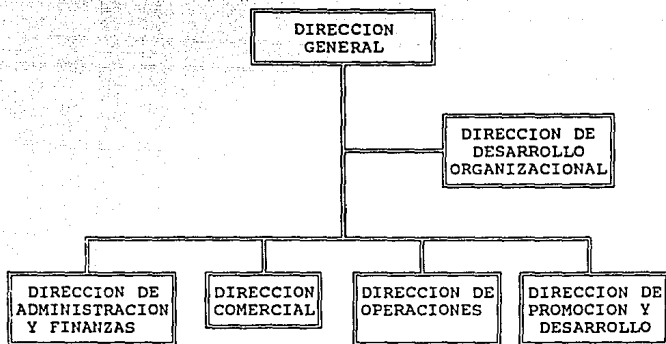 DIRECCION
GENERAL
DIRECCION DE
DESARROLLO
ORGANIZACIONAL
DIRECCION DE
ADMINISTRACION
Y FINANZAS
DIRECCION
COMERCIAL
DIRECCION DE
OPERACIONES
DIRECCION DE
PROMOCION Y
DESARROLLO